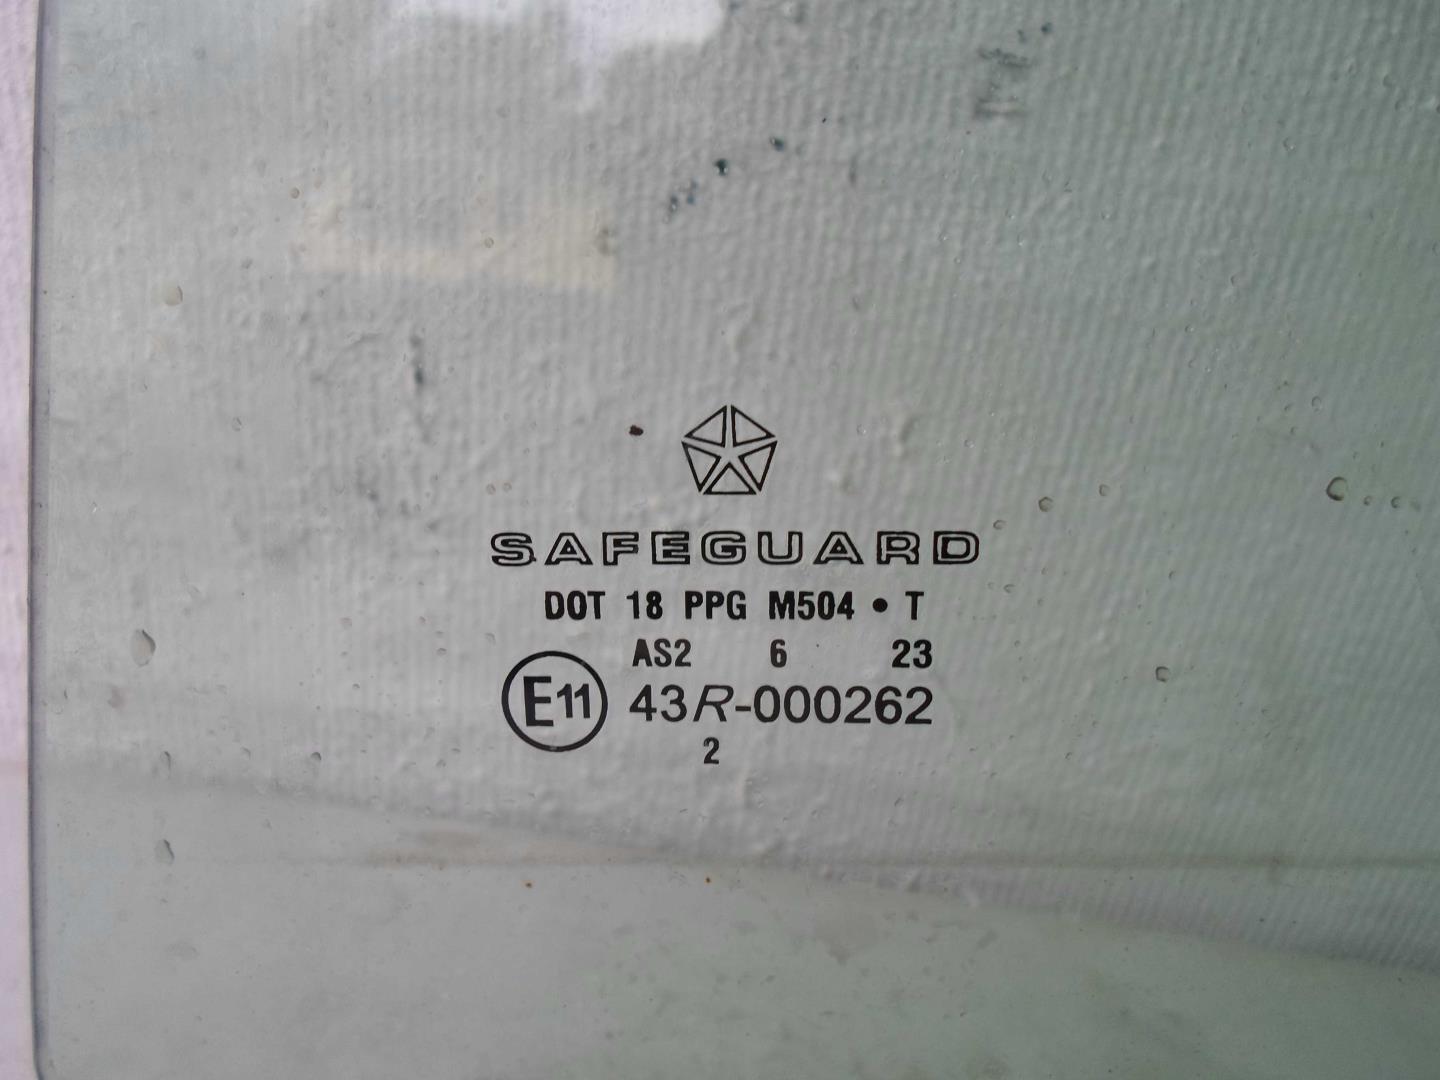 SAFEGUARD
DOT 18 PPG M504 • T
AS2 6 23
E11 43R-000262
2